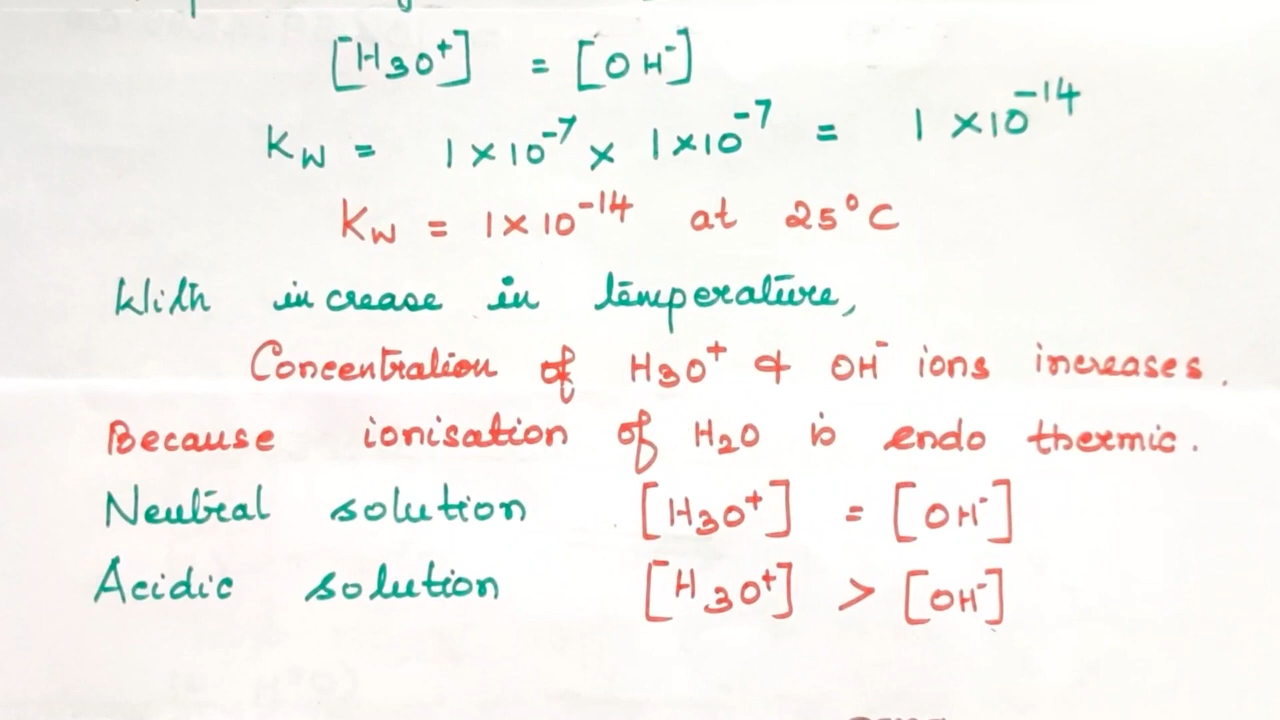 [H3O⁺] = [OH⁻]
Kw = 1×10⁻⁷ × 1×10⁻⁷ = 1×10⁻¹⁴
Kw = 1×10⁻¹⁴ at 25°C
With increase in temperature,
Concentration of H3O⁺ & OH⁻ ions increases.
Because ionisation of H2O is endo thermic.
Neutral solution [H3O⁺] = [OH⁻]
Acidic solution [H3O⁺] > [OH⁻]